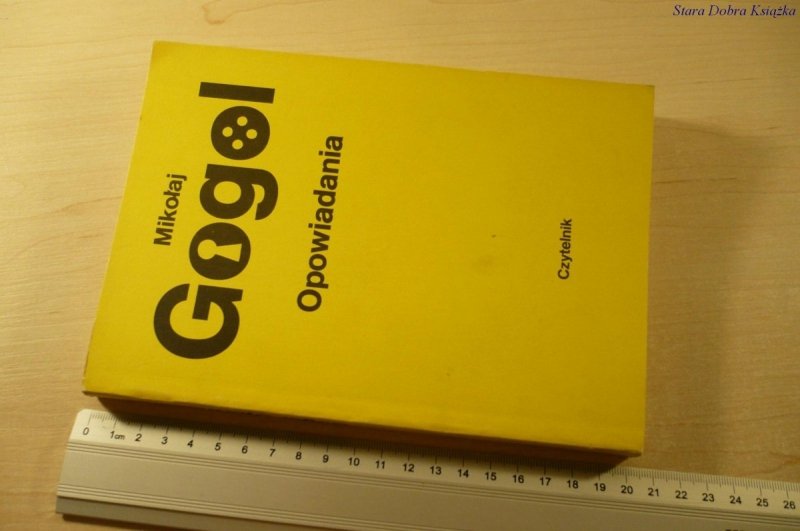 Stara Dobra Książka
Mikołaj
Gogol
Opowiadania
Czytelnik
0 1cm 2 3 4 5 6 7 8 9 10 11 12 13 14 15 16 17 18 19 20 21 22 23 24 25 26